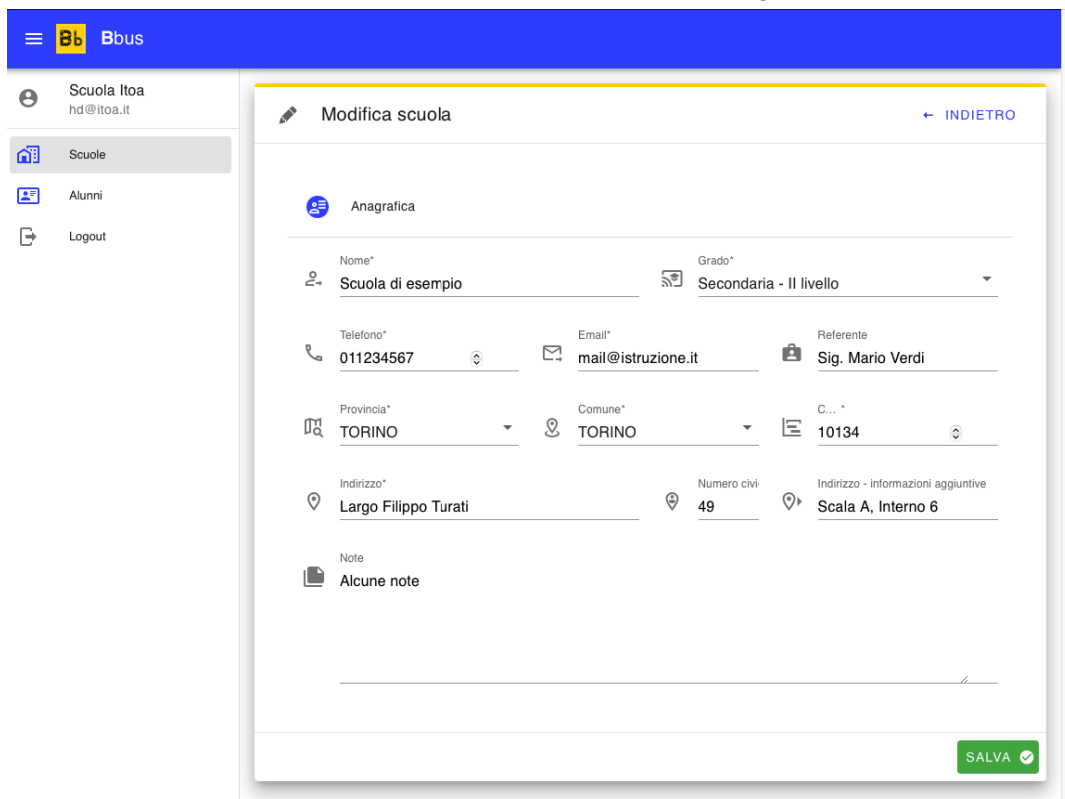 Bb Bbus
Scuola Itoa
hd@itoa.it
Scuole
Alunni
Logout
Modifica scuola
← INDIETRO
Anagrafica
Nome*
Scuola di esempio
Grado*
Secondaria - II livello
Telefono*
011234567
Email*
mail@istruzione.it
Referente
Sig. Mario Verdi
Provincia*
TORINO
Comune*
TORINO
C... *
10134
Indirizzo*
Largo Filippo Turati
Numero civi
49
Indirizzo - informazioni aggiuntive
Scala A, Interno 6
Note
Alcune note
SALVA